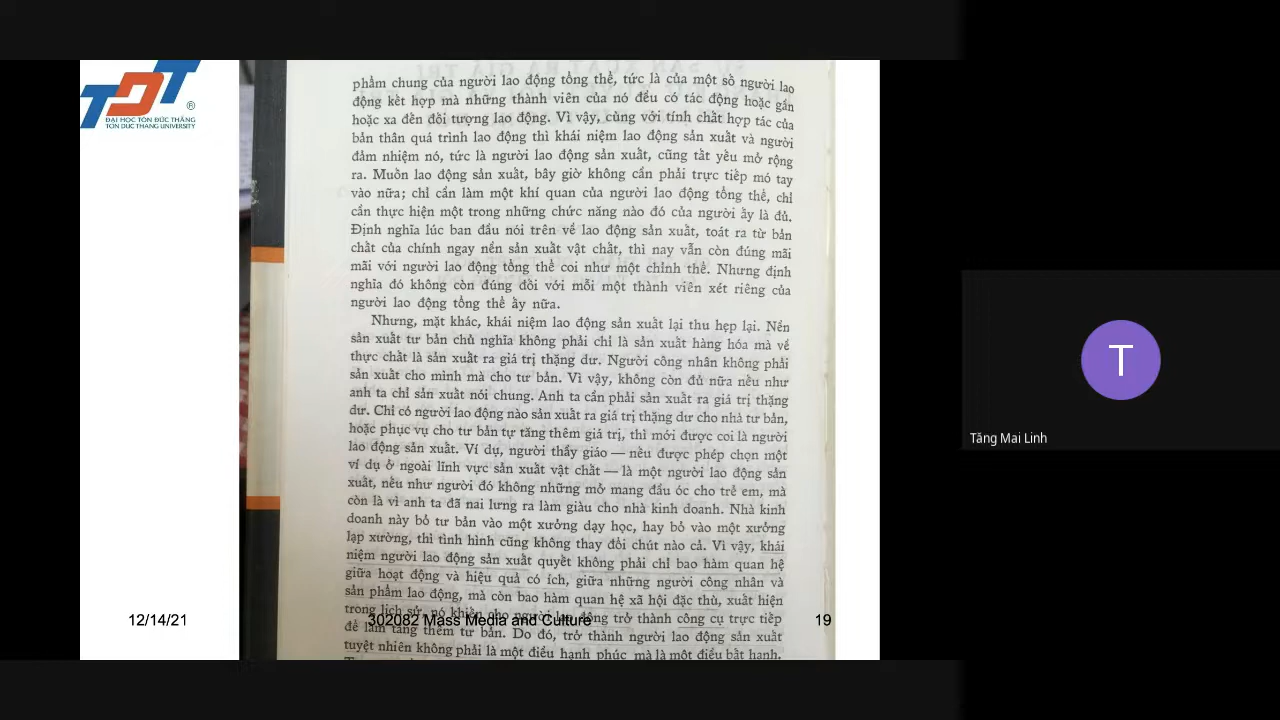 TDT
®
ĐẠI HỌC TÔN ĐỨC THẮNG
TON DUC THANG UNIVERSITY
phẩm chung của người lao động tổng thể, tức là của một số người lao
động kết hợp mà những thành viên của nó đều có tác động hoặc gần
hoặc xa đến đối tượng lao động. Vì vậy, cùng với tính chất hợp tác của
bản thân quá trình lao động thì khái niệm lao động sản xuất và người
đảm nhiệm nó, tức là người lao động sản xuất, cũng tất yếu mở rộng
ra. Muốn lao động sản xuất, bây giờ không cần phải trực tiếp mó tay
vào nữa; chỉ cần làm một khí quan của người lao động tổng thể, chỉ
cần thực hiện một trong những chức năng nào đó của người ấy là đủ.
Định nghĩa lúc ban đầu nói trên về lao động sản xuất, toát ra từ bản
chất của chính ngay nền sản xuất vật chất, thì nay vẫn còn đúng mãi
mãi với người lao động tổng thể coi như một chỉnh thể. Nhưng định
nghĩa đó không còn đúng đối với mỗi một thành viên xét riêng của
người lao động tổng thể ấy nữa.
Nhưng, mặt khác, khái niệm lao động sản xuất lại thu hẹp lại. Nền
sản xuất tư bản chủ nghĩa không phải chỉ là sản xuất hàng hóa mà về
thực chất là sản xuất ra giá trị thặng dư. Người công nhân không phải
sản xuất cho mình mà cho tư bản. Vì vậy, không còn đủ nữa nếu như
anh ta chỉ sản xuất nói chung. Anh ta cần phải sản xuất ra giá trị thặng
dư. Chỉ có người lao động nào sản xuất ra giá trị thặng dư cho nhà tư bản,
hoặc phục vụ cho tư bản tự tăng thêm giá trị, thì mới được coi là người
lao động sản xuất. Ví dụ, người thầy giáo — nếu được phép chọn một
ví dụ ở ngoài lĩnh vực sản xuất vật chất — là một người lao động sản
xuất, nếu như người đó không những mở mang đầu óc cho trẻ em, mà
còn là vì anh ta đã nai lưng ra làm giàu cho nhà kinh doanh. Nhà kinh
doanh này bỏ tư bản vào một xưởng dạy học, hay bỏ vào một xưởng
lạp xường, thì tình hình cũng không thay đổi chút nào cả. Vì vậy, khái
niệm người lao động sản xuất quyết không phải chỉ bao hàm quan hệ
giữa hoạt động và hiệu quả có ích, giữa những người công nhân và
sản phẩm lao động, mà còn bao hàm quan hệ xã hội đặc thù, xuất hiện
trong lịch sử, nó khiến cho người lao động trở thành công cụ trực tiếp
để làm tăng thêm tư bản. Do đó, trở thành người lao động sản xuất
tuyệt nhiên không phải là một điều hạnh phúc mà là một điều bất hạnh.
12/14/21
302082 Mass Media and Culture
19
T
Tăng Mai Linh